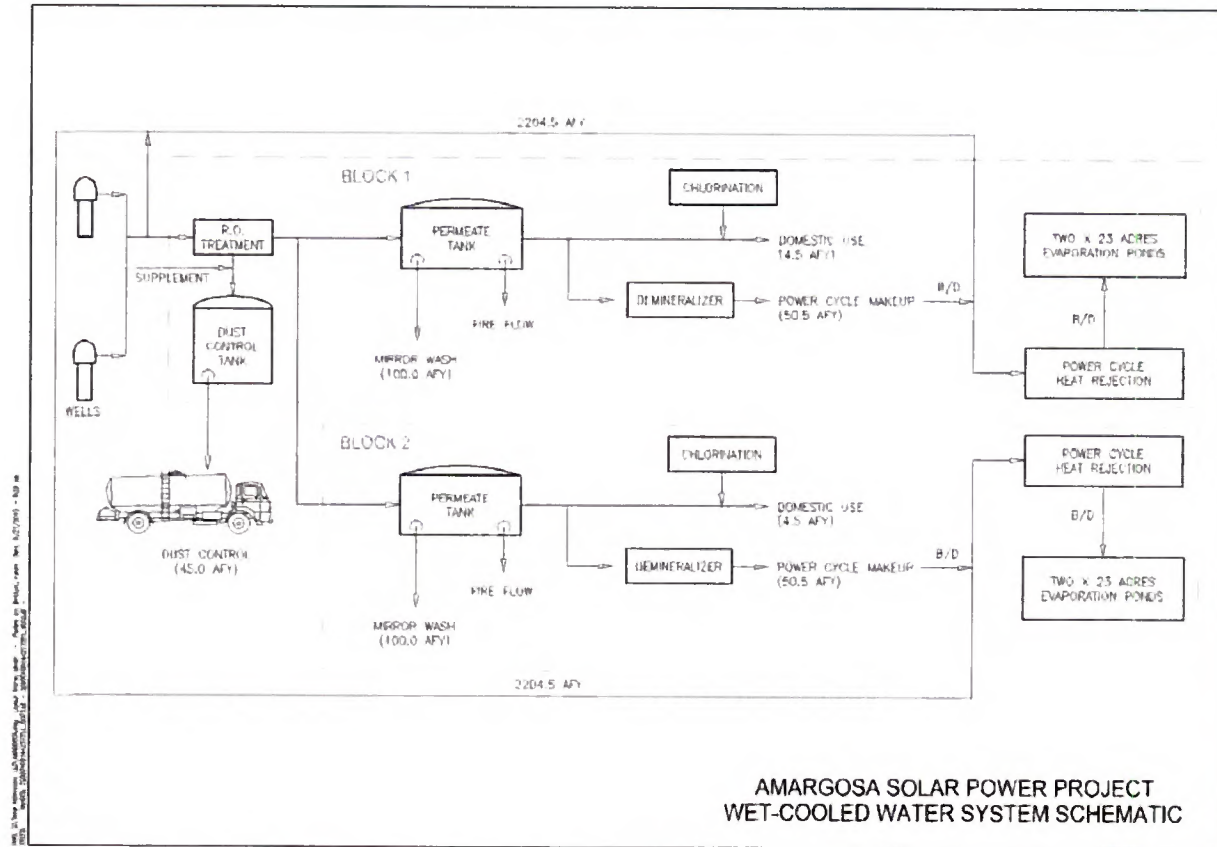 2204.5 AFY
BLOCK 1
CHLORINATION
R.O.
TREATMENT
PERMEATE
TANK
DOMESTIC USE
(4.5 AFY)
TWO X 23 ACRES
EVAPORATION PONDS
SUPPLEMENT
DEMINERALIZER
POWER CYCLE MAKEUP
(50.5 AFY)
B/D
B/D
FIRE FLOW
DUST
CONTROL
TANK
MIRROR WASH
(100.0 AFY)
POWER CYCLE
HEAT REJECTION
WELLS
BLOCK 2
CHLORINATION
POWER CYCLE
HEAT REJECTION
PERMEATE
TANK
DOMESTIC USE
(4.5 AFY)
B/D
DUST CONTROL
(45.0 AFY)
DEMINERALIZER
POWER CYCLE MAKEUP
(50.5 AFY)
B/D
FIRE FLOW
TWO X 23 ACRES
EVAPORATION PONDS
MIRROR WASH
(100.0 AFY)
2204.5 AFY
AMARGOSA SOLAR POWER PROJECT
WET-COOLED WATER SYSTEM SCHEMATIC